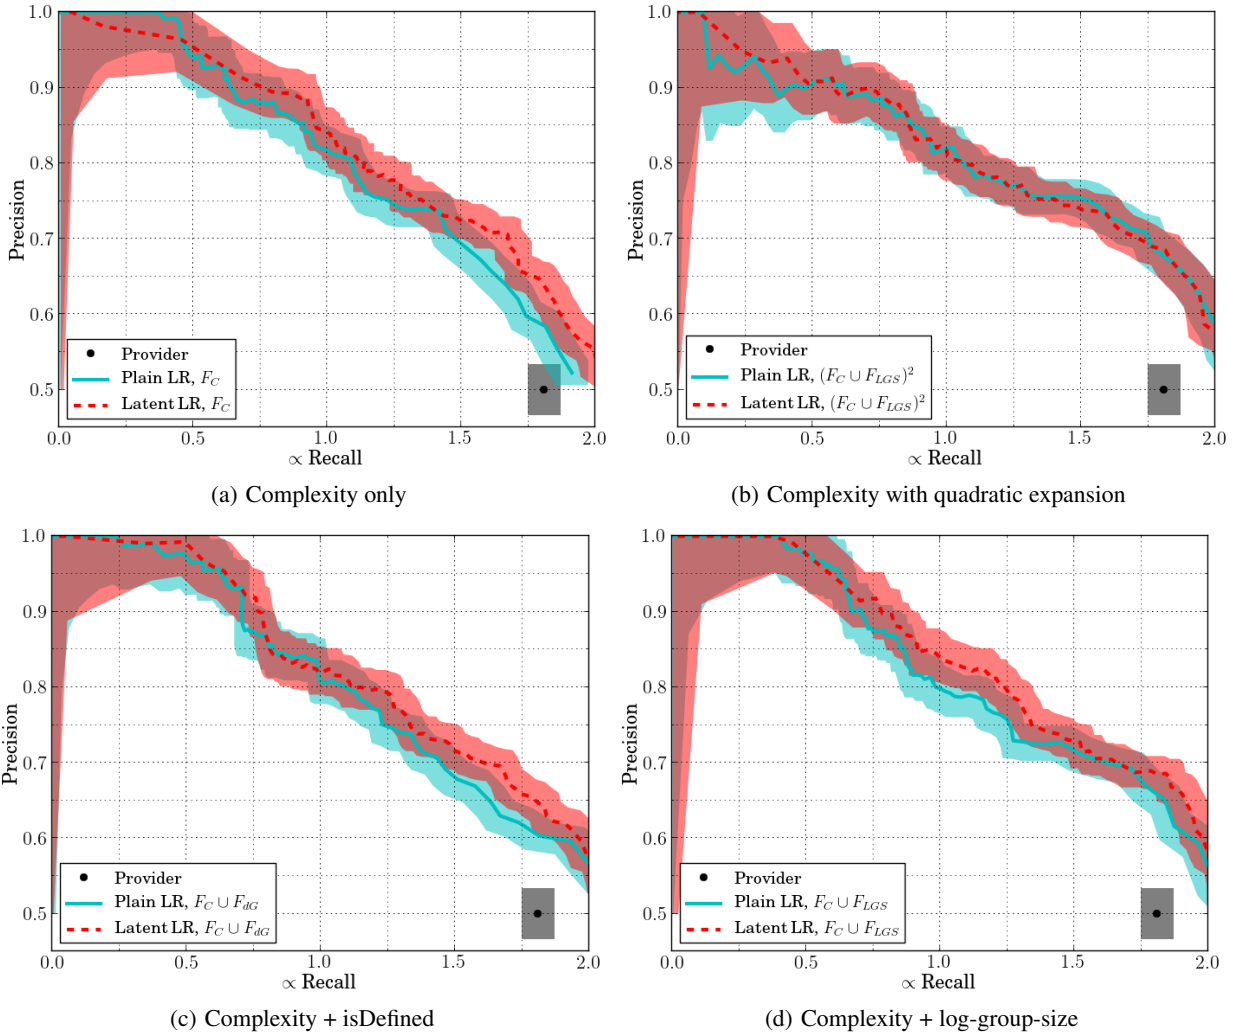 1.0
0.9
0.8
0.7
0.6
0.5
Precision
Provider
Plain LR, F_C
Latent LR, F_C
0.0 0.5 1.0 1.5 2.0
∝ Recall
(a) Complexity only
1.0
0.9
0.8
0.7
0.6
0.5
Precision
Provider
Plain LR, (F_C ∪ F_LGS)²
Latent LR, (F_C ∪ F_LGS)²
0.0 0.5 1.0 1.5 2.0
∝ Recall
(b) Complexity with quadratic expansion
1.0
0.9
0.8
0.7
0.6
0.5
Precision
Provider
Plain LR, F_C ∪ F_dG
Latent LR, F_C ∪ F_dG
0.0 0.5 1.0 1.5 2.0
∝ Recall
(c) Complexity + isDefined
1.0
0.9
0.8
0.7
0.6
0.5
Precision
Provider
Plain LR, F_C ∪ F_LGS
Latent LR, F_C ∪ F_LGS
0.0 0.5 1.0 1.5 2.0
∝ Recall
(d) Complexity + log-group-size